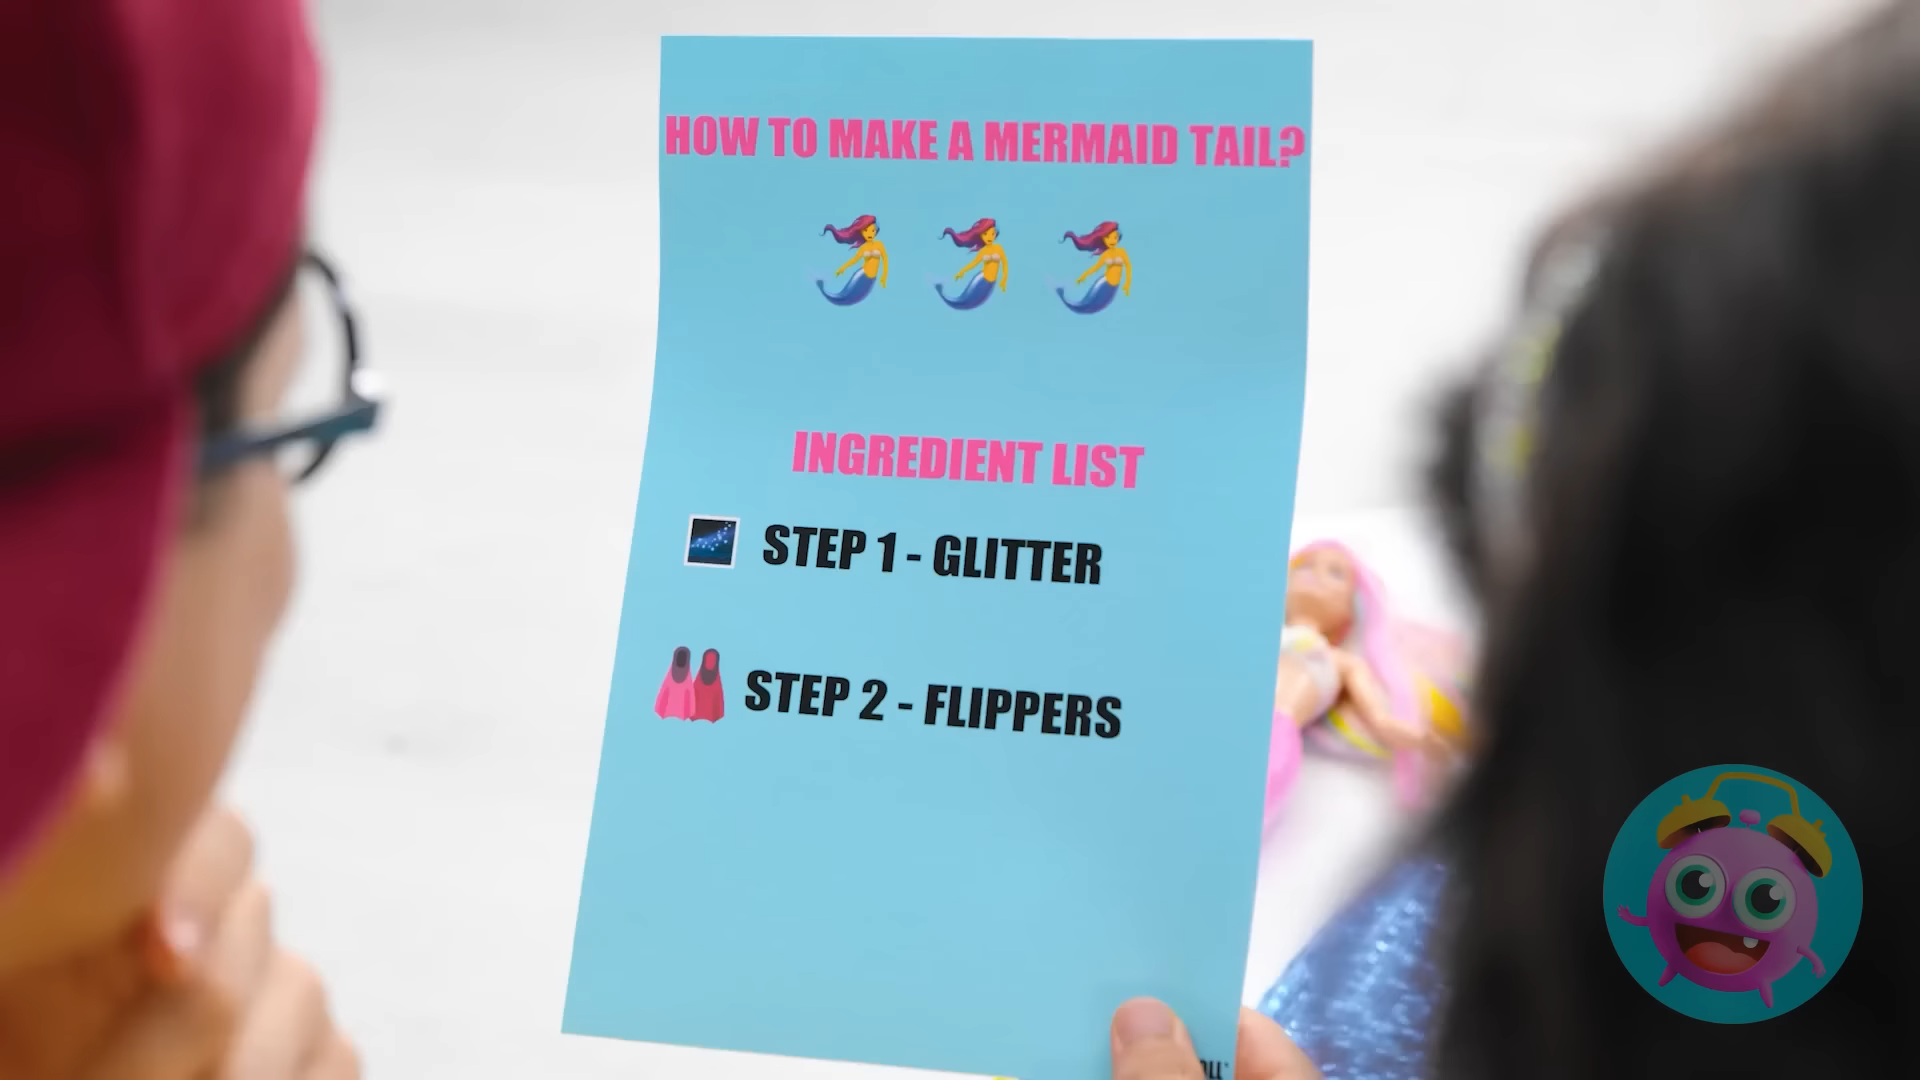 HOW TO MAKE A MERMAID TAIL?
INGREDIENT LIST
STEP 1 - GLITTER
STEP 2 - FLIPPERS